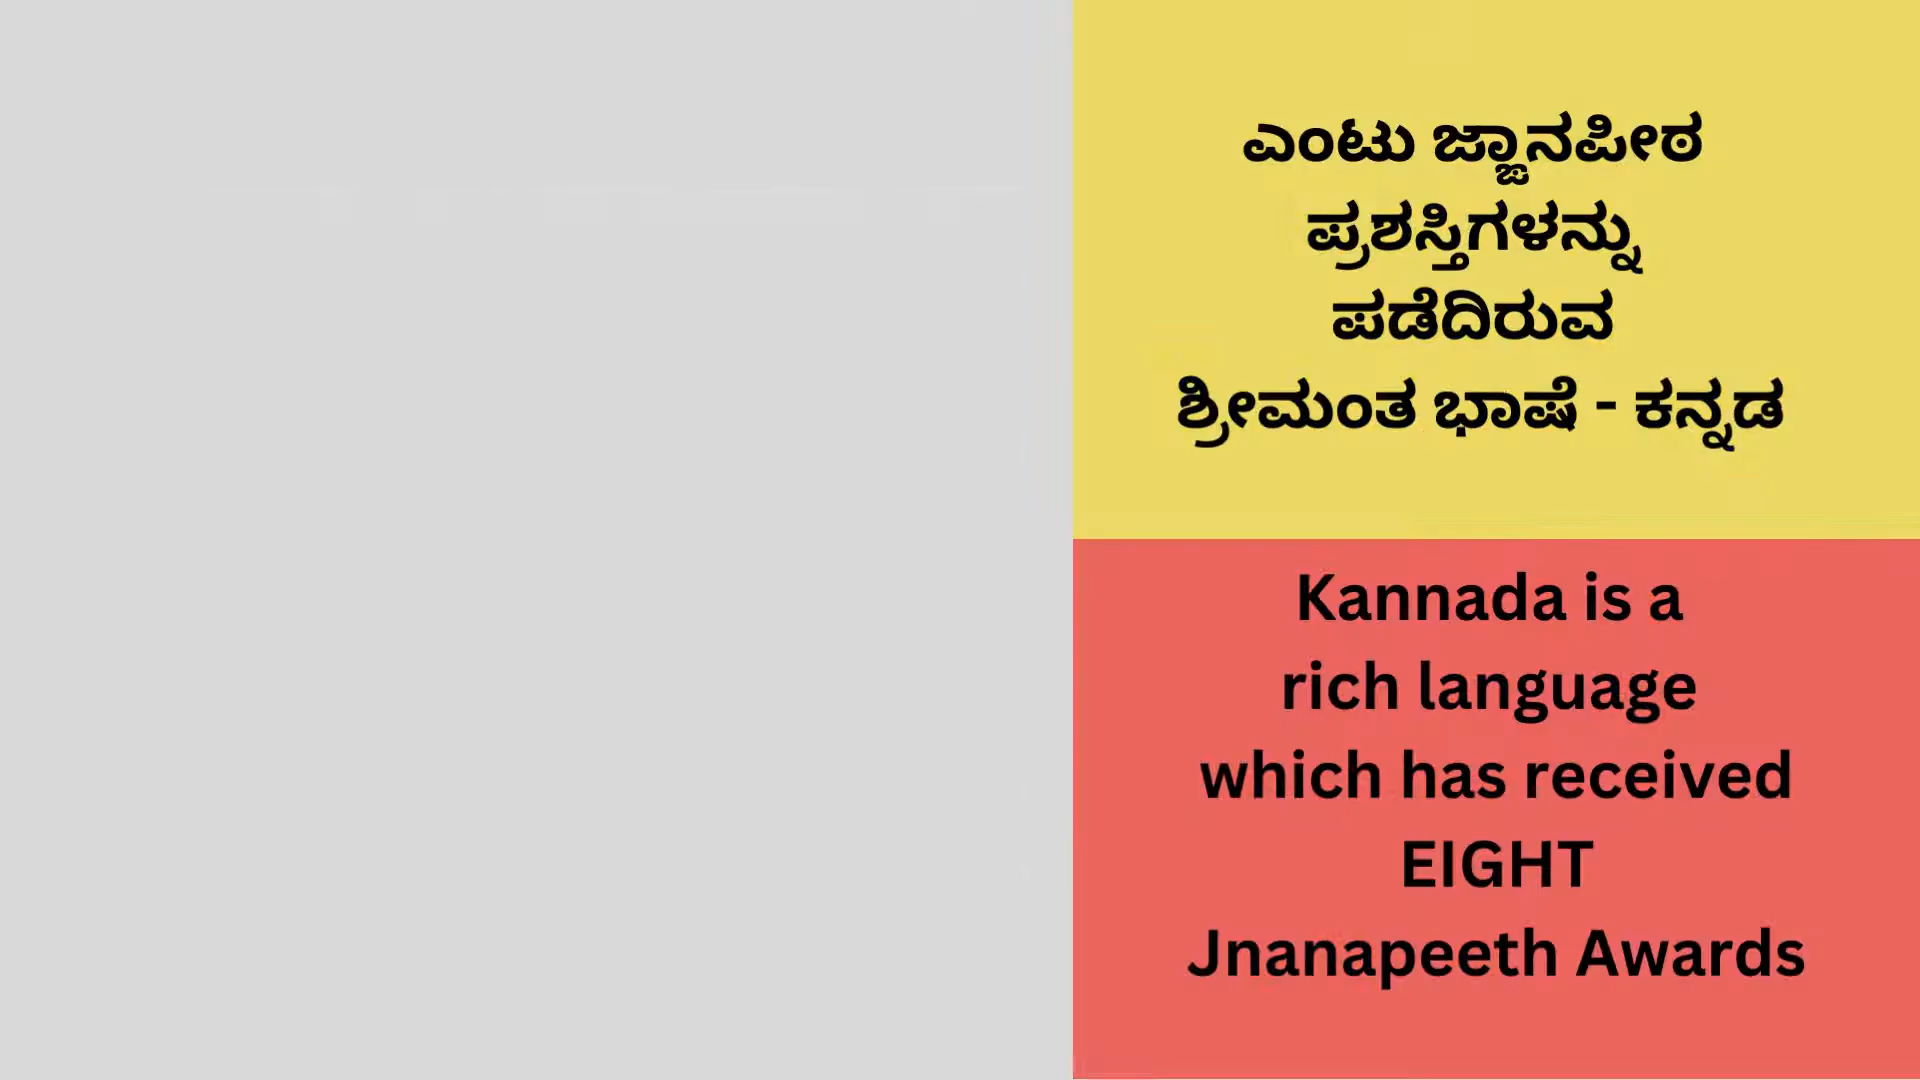 ಎಂಟು ಜ್ಞಾನಪೀಠ
ಪ್ರಶಸ್ತಿಗಳನ್ನು
ಪಡೆದಿರುವ
ಶ್ರೀಮಂತ ಭಾಷೆ - ಕನ್ನಡ
Kannada is a
rich language
which has received
EIGHT
Jnanapeeth Awards